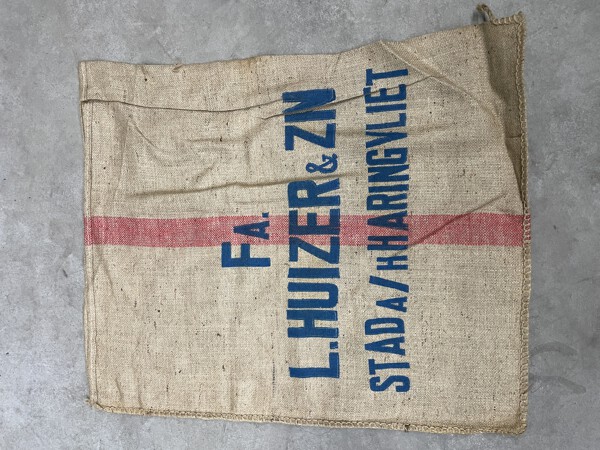 FA.
L.HUIZER & ZN
STAD A/H HARINGVLIET